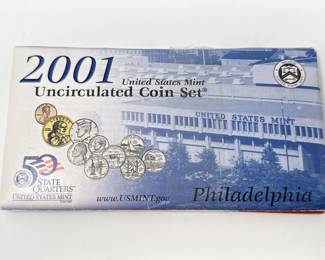 2001
United States Mint
Uncirculated Coin Set®
UNITED STATES MINT
50
STATE
QUARTERS
UNITED STATES MINT
www.USMINT.gov
Philadelphia